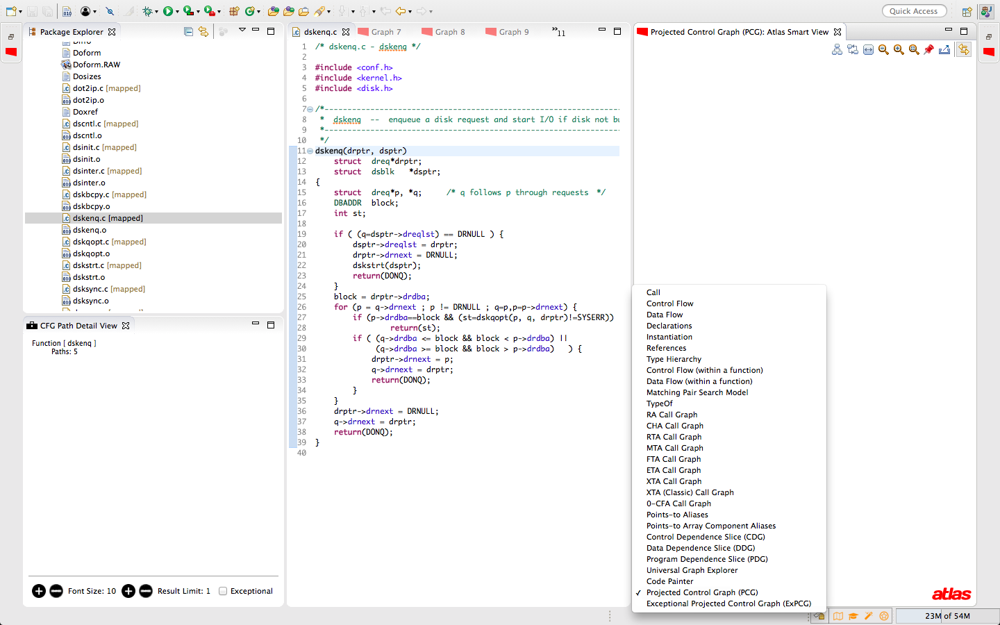 Quick Access
Package Explorer
Doform
Doform.RAW
Dosizes
dot2ip.c [mapped]
dot2ip.o
Doxref
dscntl.c [mapped]
dscntl.o
dsinit.c [mapped]
dsinit.o
dsinter.c [mapped]
dsinter.o
dskbcpy.c [mapped]
dskbcpy.o
dskenq.c [mapped]
dskenq.o
dskqopt.c [mapped]
dskqopt.o
dskstrt.c [mapped]
dskstrt.o
dsksync.c [mapped]
dsksync.o
CFG Path Detail View
Function [ dskenq ]
Paths: 5
Font Size: 10
Result Limit: 1
Exceptional
dskenq.c
Graph 7
Graph 8
Graph 9
»11
1 /* dskenq.c - dskenq */
2
3 #include <conf.h>
4 #include <kernel.h>
5 #include <disk.h>
6
7 /*----------------------------------------------------------------
8  *  dskenq  --  enqueue a disk request and start I/O if disk not bu
9  *----------------------------------------------------------------
10  */
11 dskenq(drptr, dsptr)
12     struct  dreq*drptr;
13     struct  dsblk   *dsptr;
14 {
15     struct  dreq*p, *q;     /* q follows p through requests  */
16     DBADDR  block;
17     int st;
18
19     if ( (q=dsptr->dreqlst) == DRNULL ) {
20         dsptr->dreqlst = drptr;
21         drptr->drnext = DRNULL;
22         dskstrt(dsptr);
23         return(DONQ);
24     }
25     block = drptr->drdba;
26     for (p = q->drnext ; p != DRNULL ; q=p,p=p->drnext) {
27         if (p->drdba==block && (st=dskqopt(p, q, drptr)!=SYSERR))
28                 return(st);
29         if ( (q->drdba <= block && block < p->drdba) ||
30              (q->drdba >= block && block > p->drdba)   ) {
31             drptr->drnext = p;
32             q->drnext = drptr;
33             return(DONQ);
34         }
35     }
36     drptr->drnext = DRNULL;
37     q->drnext = drptr;
38     return(DONQ);
39 }
40
Projected Control Graph (PCG): Atlas Smart View
Call
Control Flow
Data Flow
Declarations
Instantiation
References
Type Hierarchy
Control Flow (within a function)
Data Flow (within a function)
Matching Pair Search Model
TypeOf
RA Call Graph
CHA Call Graph
RTA Call Graph
MTA Call Graph
FTA Call Graph
ETA Call Graph
XTA Call Graph
XTA (Classic) Call Graph
0-CFA Call Graph
Points-to Aliases
Points-to Array Component Aliases
Control Dependence Slice (CDG)
Data Dependence Slice (DDG)
Program Dependence Slice (PDG)
Universal Graph Explorer
Code Painter
✓ Projected Control Graph (PCG)
Exceptional Projected Control Graph (ExPCG)
atlas
23M of 54M